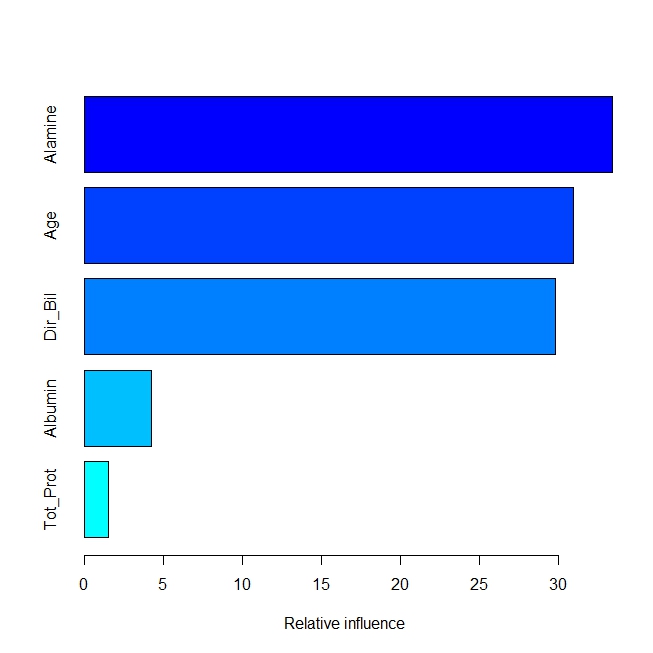 Alamine
Age
Dir_Bil
Albumin
Tot_Prot
0 5 10 15 20 25 30
Relative influence